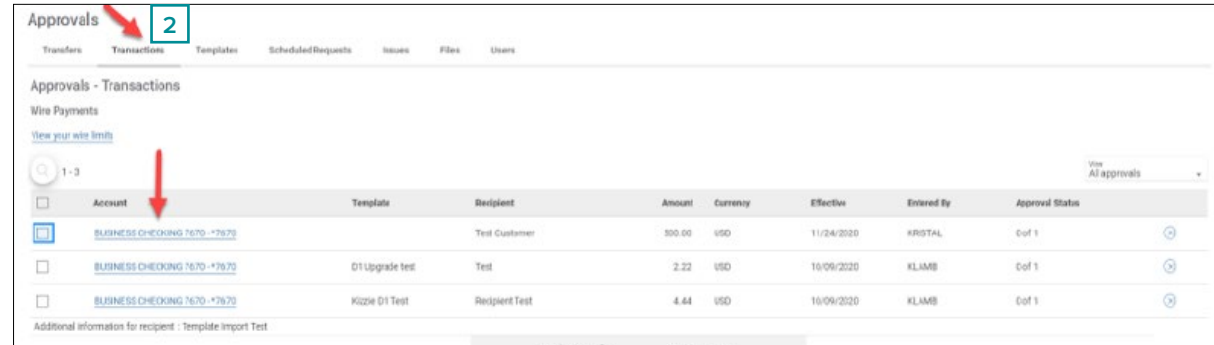 Approvals
2
Transfers Transactions Templates Scheduled Requests Issues Files Users
Approvals - Transactions
Wire Payments
View your wire limits
1 - 3
View
All approvals
Account Template Recipient Amount Currency Effective Entered By Approval Status
BUSINESS CHECKING 7670 - *7670 Test Customer 500.00 USD 11/24/2020 KRISTAL 0 of 1
BUSINESS CHECKING 7670 - *7670 D1 Upgrade test Test 2.22 USD 10/09/2020 KLAMB 0 of 1
BUSINESS CHECKING 7670 - *7670 Kizzie D1 Test Recipient Test 4.44 USD 10/09/2020 KLAMB 0 of 1
Additional information for recipient : Template Import Test